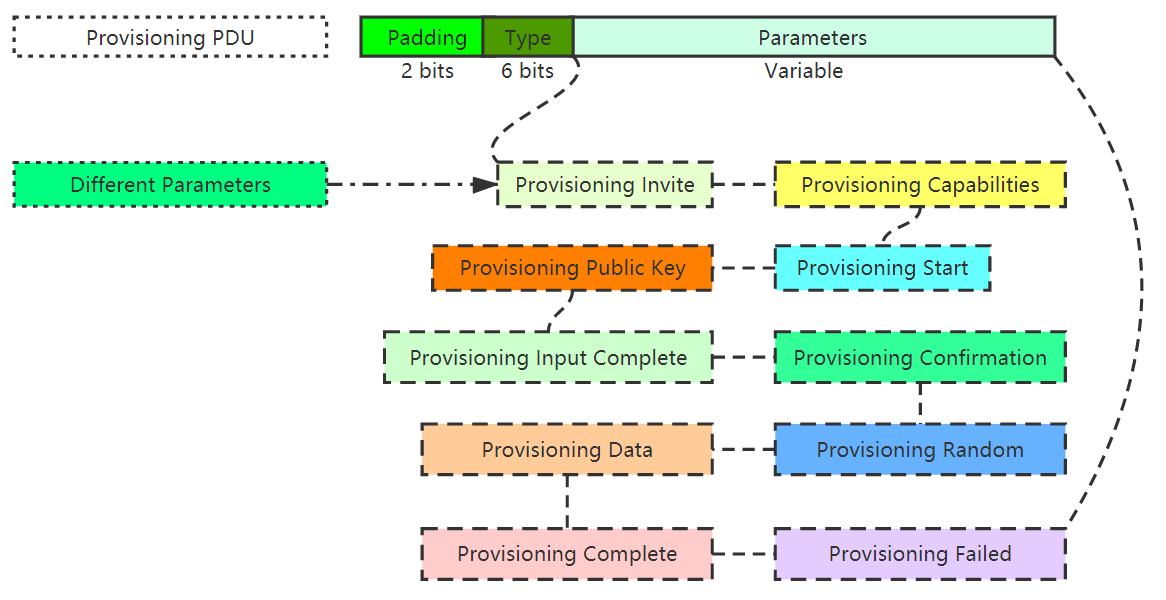 Provisioning PDU
Padding Type Parameters
2 bits 6 bits Variable
Different Parameters
Provisioning Invite
Provisioning Capabilities
Provisioning Public Key
Provisioning Start
Provisioning Input Complete
Provisioning Confirmation
Provisioning Data
Provisioning Random
Provisioning Complete
Provisioning Failed